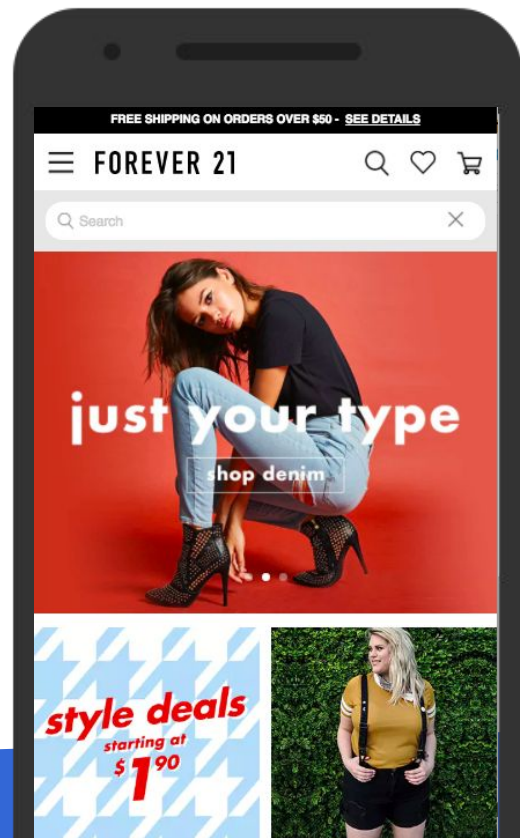 FREE SHIPPING ON ORDERS OVER $50 - SEE DETAILS
FOREVER 21
Search
just your type
shop denim
style deals
starting at
$1.90